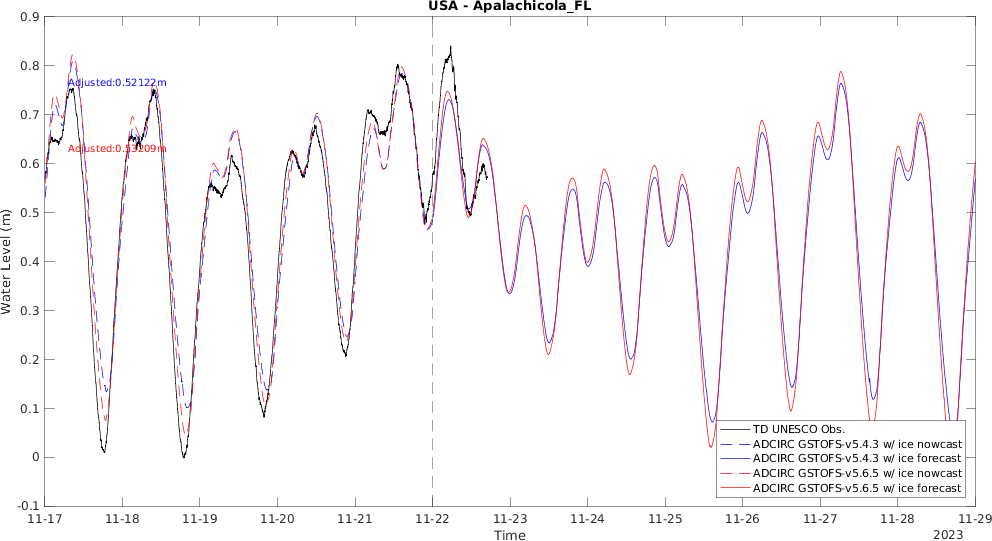 USA - Apalachicola_FL
0.9
0.8
0.7
0.6
0.5
0.4
0.3
0.2
0.1
0
-0.1
Water Level (m)
Adjusted:0.52122m
Adjusted:0.53209m
TD UNESCO Obs.
ADCIRC GSTOFS-v5.4.3 w/ ice nowcast
ADCIRC GSTOFS-v5.4.3 w/ ice forecast
ADCIRC GSTOFS-v5.6.5 w/ ice nowcast
ADCIRC GSTOFS-v5.6.5 w/ ice forecast
11-17 11-18 11-19 11-20 11-21 11-22 11-23 11-24 11-25 11-26 11-27 11-28 11-29
Time
2023